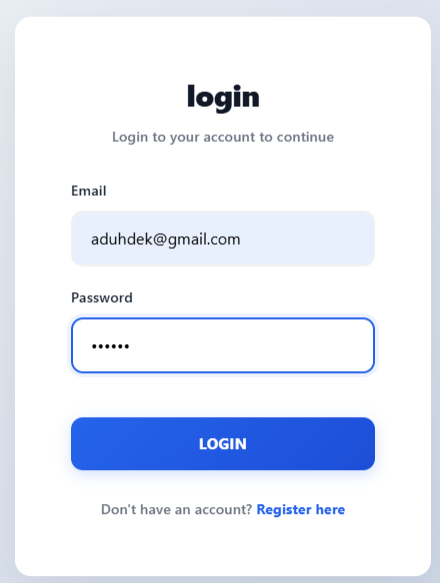 login
Login to your account to continue
Email
aduhdek@gmail.com
Password
••••••
LOGIN
Don't have an account? Register here